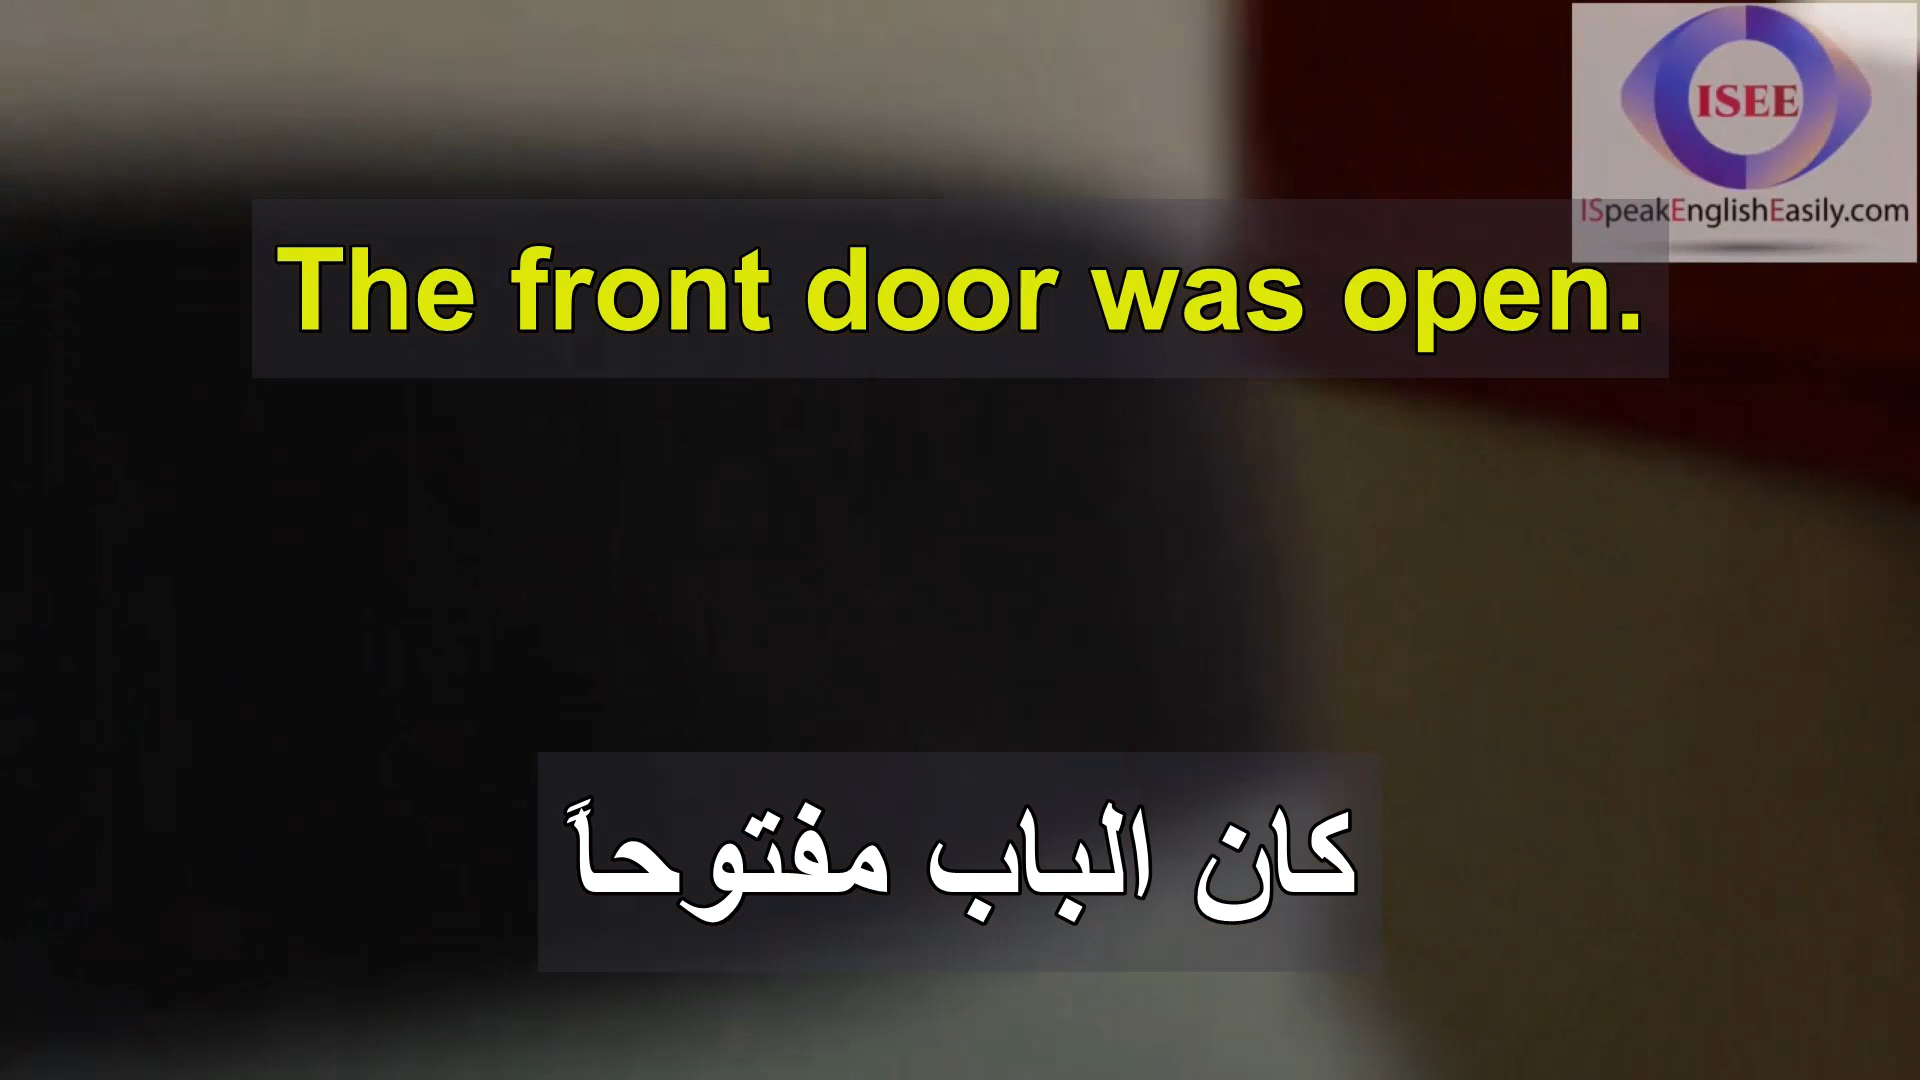 ISEE
ISpeakEnglishEasily.com
The front door was open.
كان الباب مفتوحاً